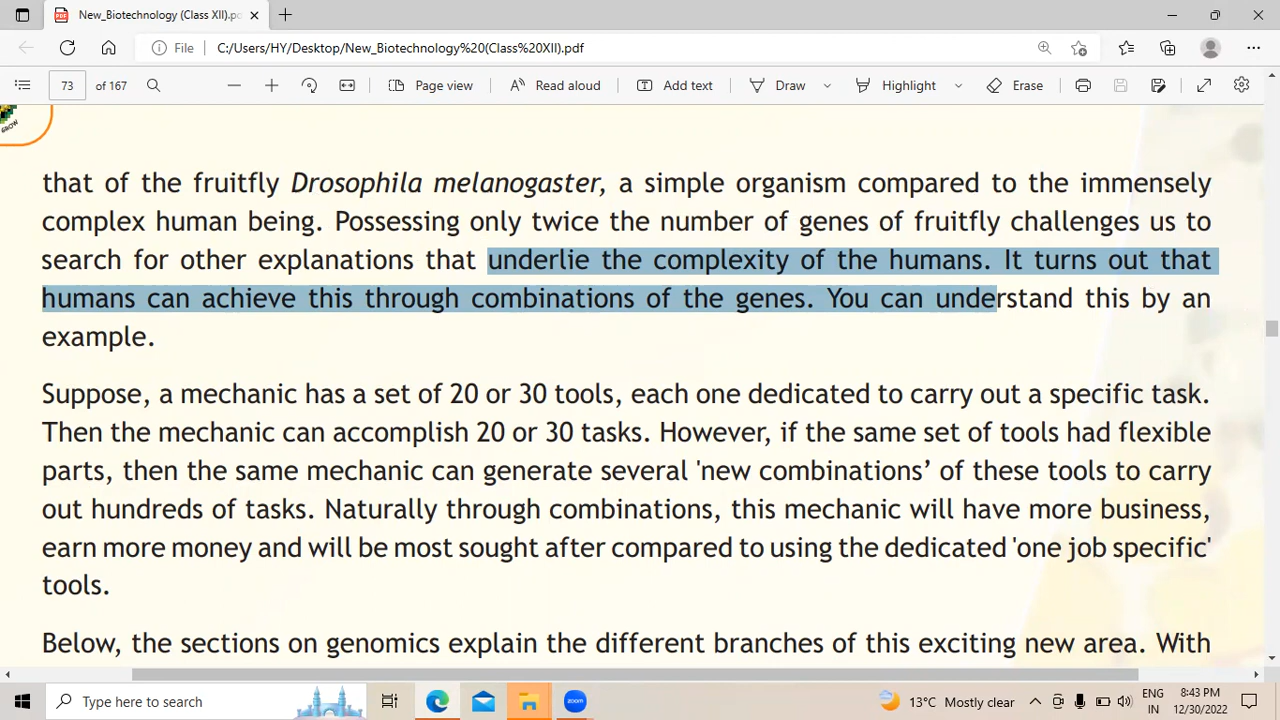 New_Biotechnology (Class XII).pd
File C:/Users/HY/Desktop/New_Biotechnology%20(Class%20XII).pdf
73 of 167 Page view Read aloud Add text Draw Highlight Erase
GROW
that of the fruitfly Drosophila melanogaster, a simple organism compared to the immensely
complex human being. Possessing only twice the number of genes of fruitfly challenges us to
search for other explanations that underlie the complexity of the humans. It turns out that
humans can achieve this through combinations of the genes. You can understand this by an
example.
Suppose, a mechanic has a set of 20 or 30 tools, each one dedicated to carry out a specific task.
Then the mechanic can accomplish 20 or 30 tasks. However, if the same set of tools had flexible
parts, then the same mechanic can generate several 'new combinations’ of these tools to carry
out hundreds of tasks. Naturally through combinations, this mechanic will have more business,
earn more money and will be most sought after compared to using the dedicated 'one job specific'
tools.
Below, the sections on genomics explain the different branches of this exciting new area. With
Type here to search zoom 13°C Mostly clear ENG 8:43 PM
IN 12/30/2022